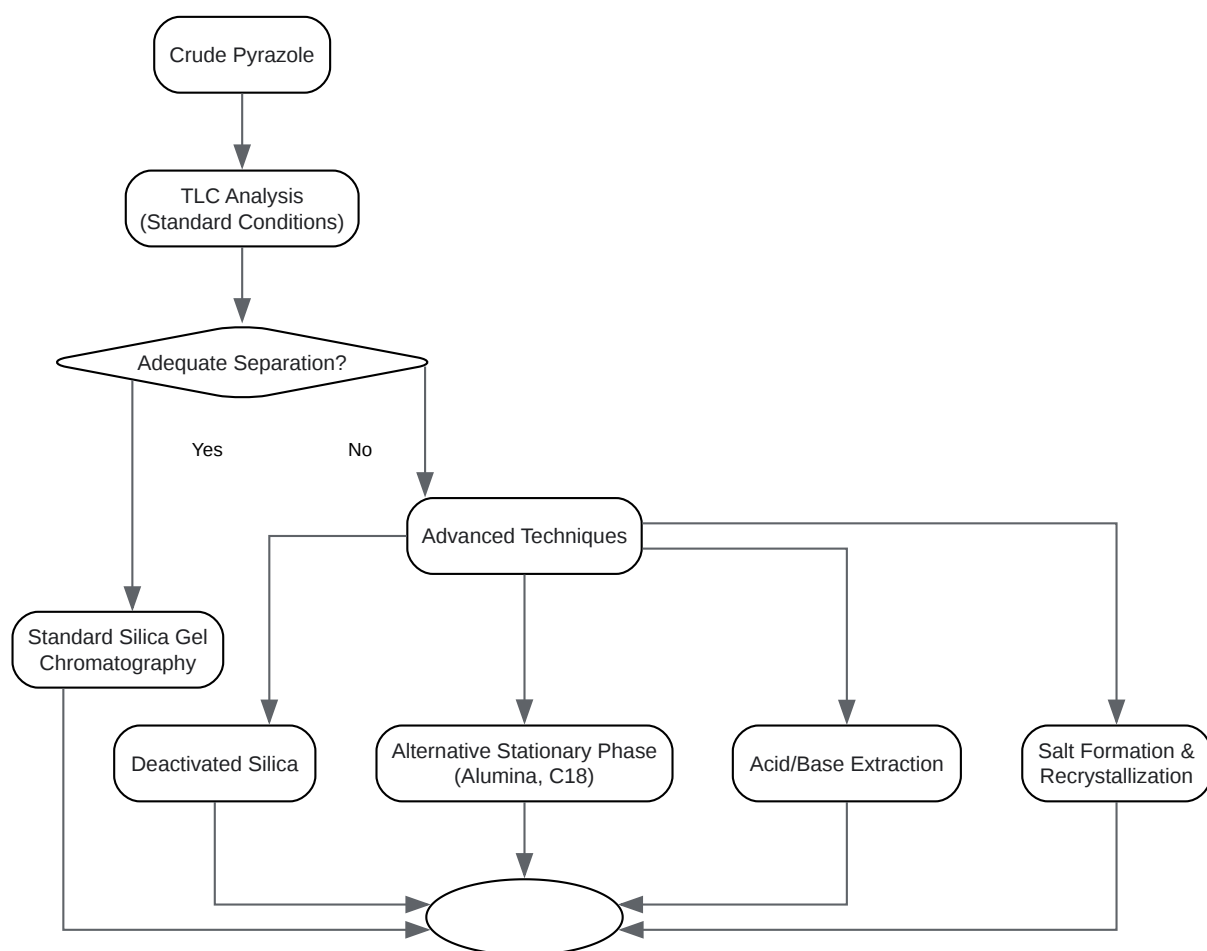 Crude Pyrazole
TLC Analysis
(Standard Conditions)
Adequate Separation?
Yes
No
Advanced Techniques
Standard Silica Gel
Chromatography
Deactivated Silica
Alternative Stationary Phase
(Alumina, C18)
Acid/Base Extraction
Salt Formation &
Recrystallization